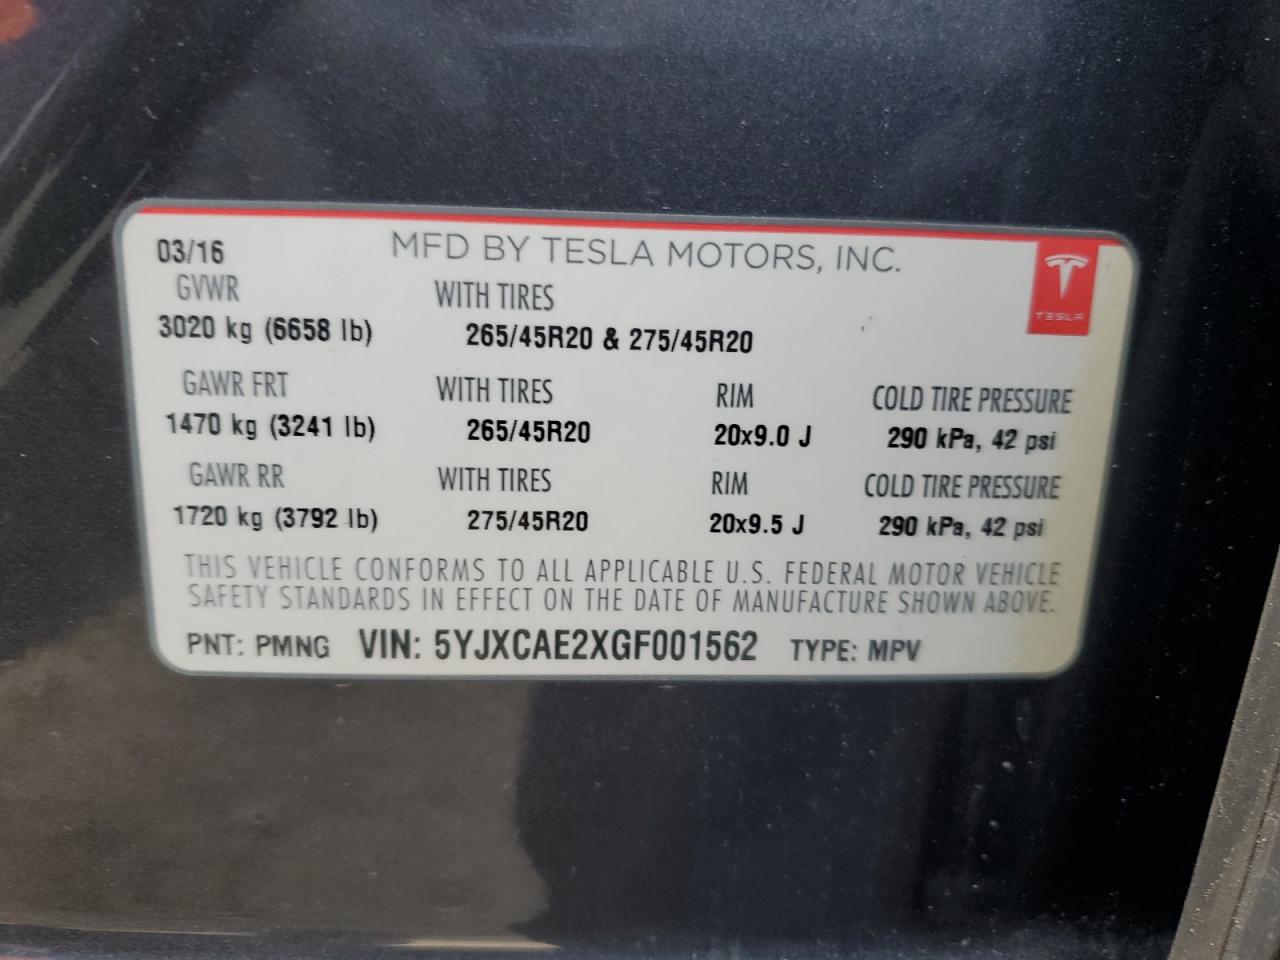 03/16 MFD BY TESLA MOTORS, INC.
TESLA
GVWR WITH TIRES
3020 kg (6658 lb) 265/45R20 & 275/45R20
GAWR FRT WITH TIRES RIM COLD TIRE PRESSURE
1470 kg (3241 lb) 265/45R20 20x9.0 J 290 kPa, 42 psi
GAWR RR WITH TIRES RIM COLD TIRE PRESSURE
1720 kg (3792 lb) 275/45R20 20x9.5 J 290 kPa, 42 psi
THIS VEHICLE CONFORMS TO ALL APPLICABLE U.S. FEDERAL MOTOR VEHICLE
SAFETY STANDARDS IN EFFECT ON THE DATE OF MANUFACTURE SHOWN ABOVE.
PNT: PMNG VIN: 5YJXCAE2XGF001562 TYPE: MPV